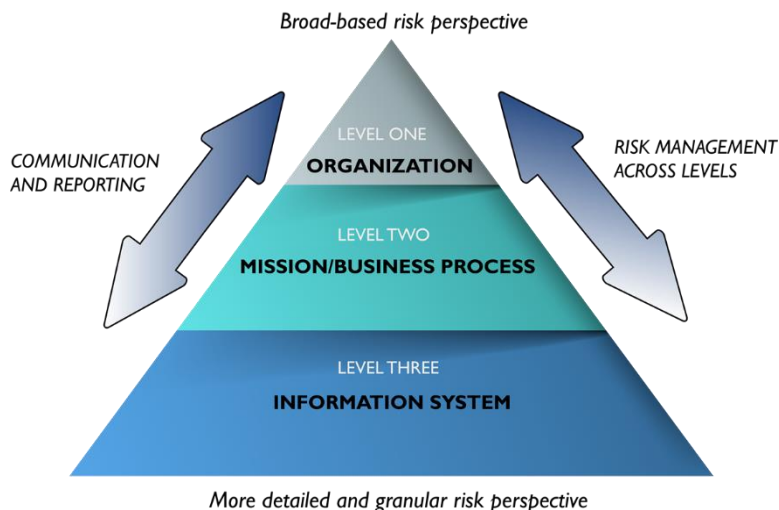 Broad-based risk perspective
LEVEL ONE
ORGANIZATION
COMMUNICATION
AND REPORTING
RISK MANAGEMENT
ACROSS LEVELS
LEVEL TWO
MISSION/BUSINESS PROCESS
LEVEL THREE
INFORMATION SYSTEM
More detailed and granular risk perspective